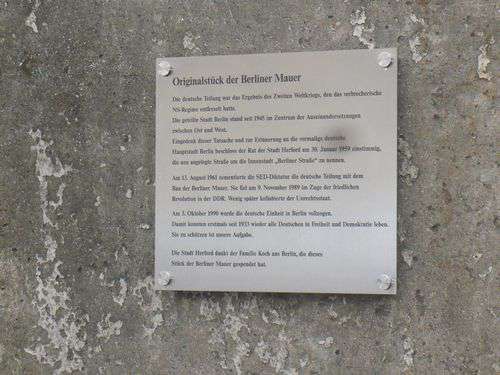 Originalstück der Berliner Mauer
Die deutsche Teilung war das Ergebnis des Zweiten Weltkriegs, den das verbrecherische
NS-Regime entfesselt hatte.
Die geteilte Stadt Berlin stand seit 1945 im Zentrum der Auseinandersetzungen
zwischen Ost und West.
Eingedenk dieser Tatsache und zur Erinnerung an die vormalige deutsche
Hauptstadt Berlin beschloss der Rat der Stadt Herford am 30. Januar 1959 einstimmig,
die neu angelegte Straße um die Innenstadt „Berliner Straße“ zu nennen.
Am 13. August 1961 zementierte die SED-Diktatur die deutsche Teilung mit dem
Bau der Berliner Mauer. Sie fiel am 9. November 1989 im Zuge der friedlichen
Revolution in der DDR. Wenig später kollabierte der Unrechtsstaat.
Am 3. Oktober 1990 wurde die deutsche Einheit in Berlin vollzogen.
Damit konnten erstmals seit 1933 wieder alle Deutschen in Freiheit und Demokratie leben.
Sie zu schützen ist unsere Aufgabe.
Die Stadt Herford dankt der Familie Koch aus Berlin, die dieses
Stück der Berliner Mauer gespendet hat.